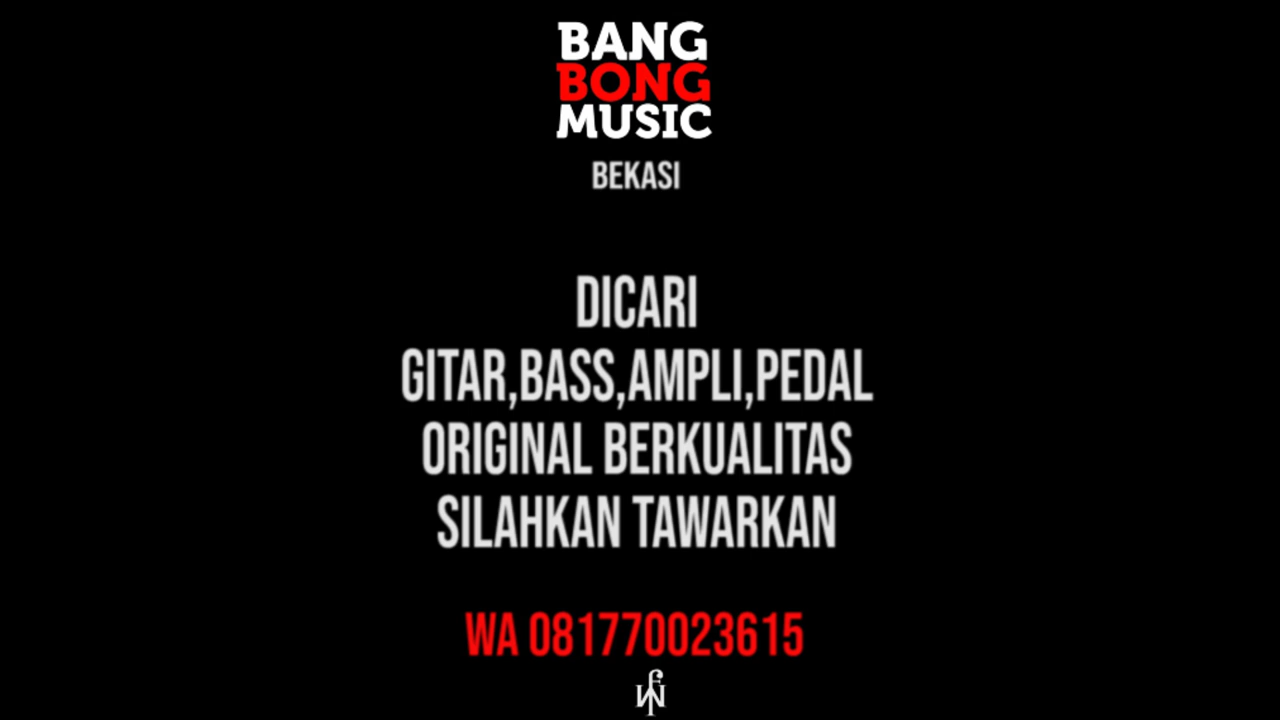 BANG
BONG
MUSIC
BEKASI
DICARI
GITAR,BASS,AMPLI,PEDAL
ORIGINAL BERKUALITAS
SILAHKAN TAWARKAN
WA 081770023615